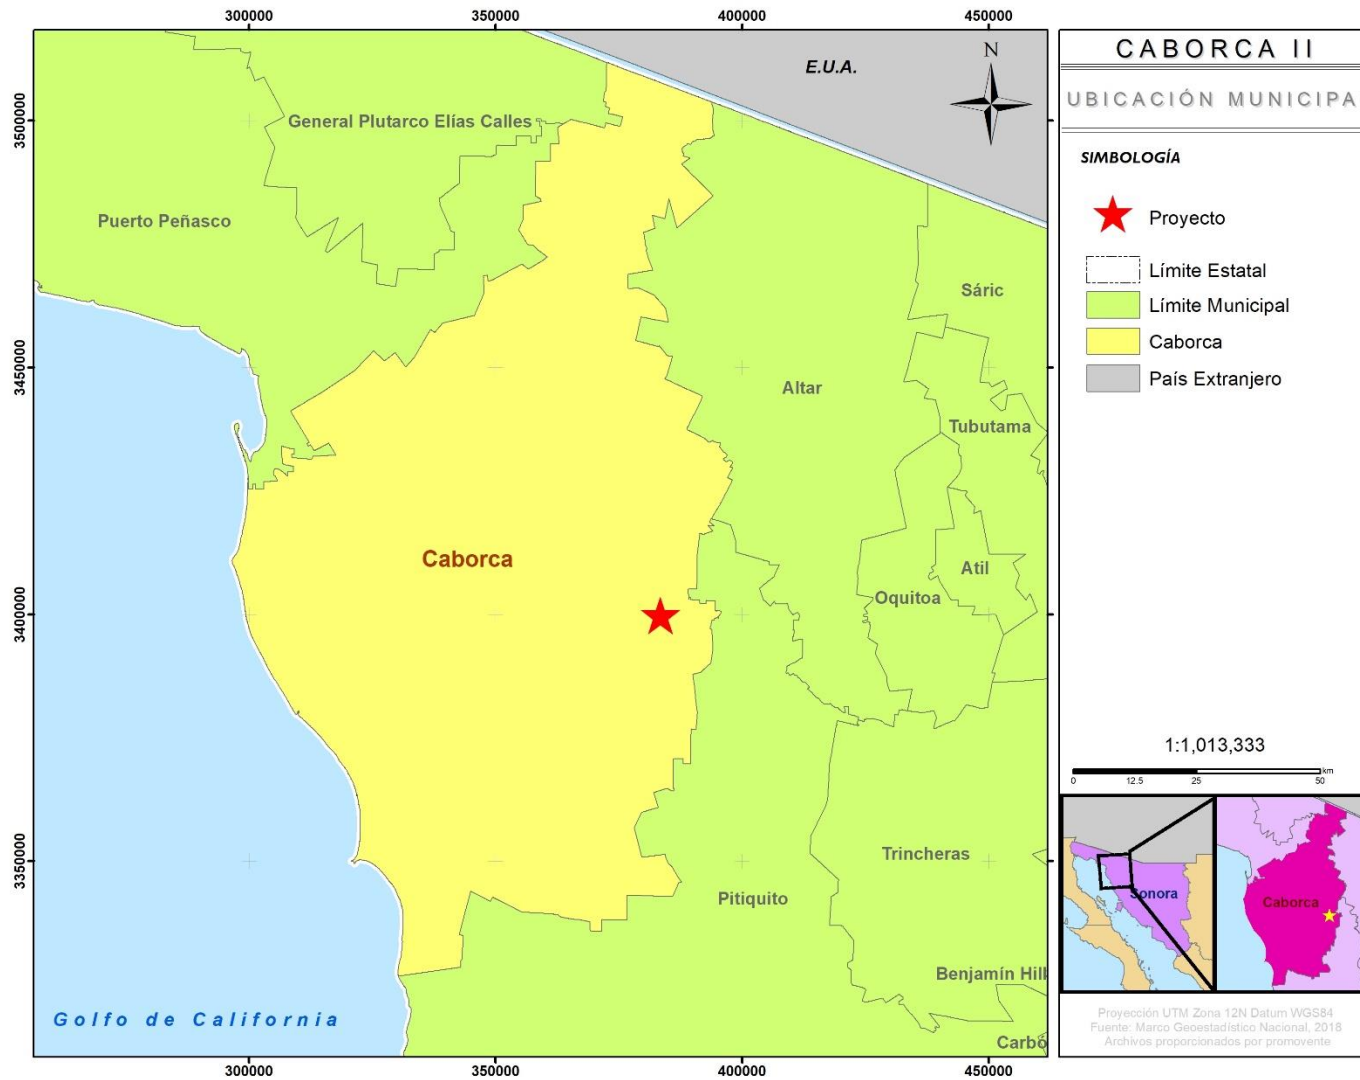 300000
350000
400000
450000
E.U.A.
N
3500000
General Plutarco Elías Calles
Puerto Peñasco
Sáric
3450000
Altar
Tubutama
Caborca
Atil
Oquitoa
3400000
Trincheras
3350000
Pitiquito
Benjamín Hill
Golfo de California
Carbó
300000
350000
400000
450000
CABORCA II
UBICACIÓN MUNICIPA
SIMBOLOGÍA
Proyecto
Límite Estatal
Límite Municipal
Caborca
País Extranjero
1:1,013,333
km
0 12.5 25 50
Sonora
Caborca
Proyección UTM Zona 12N Datum WGS84
Fuente: Marco Geoestadístico Nacional, 2018
Archivos proporcionados por promovente